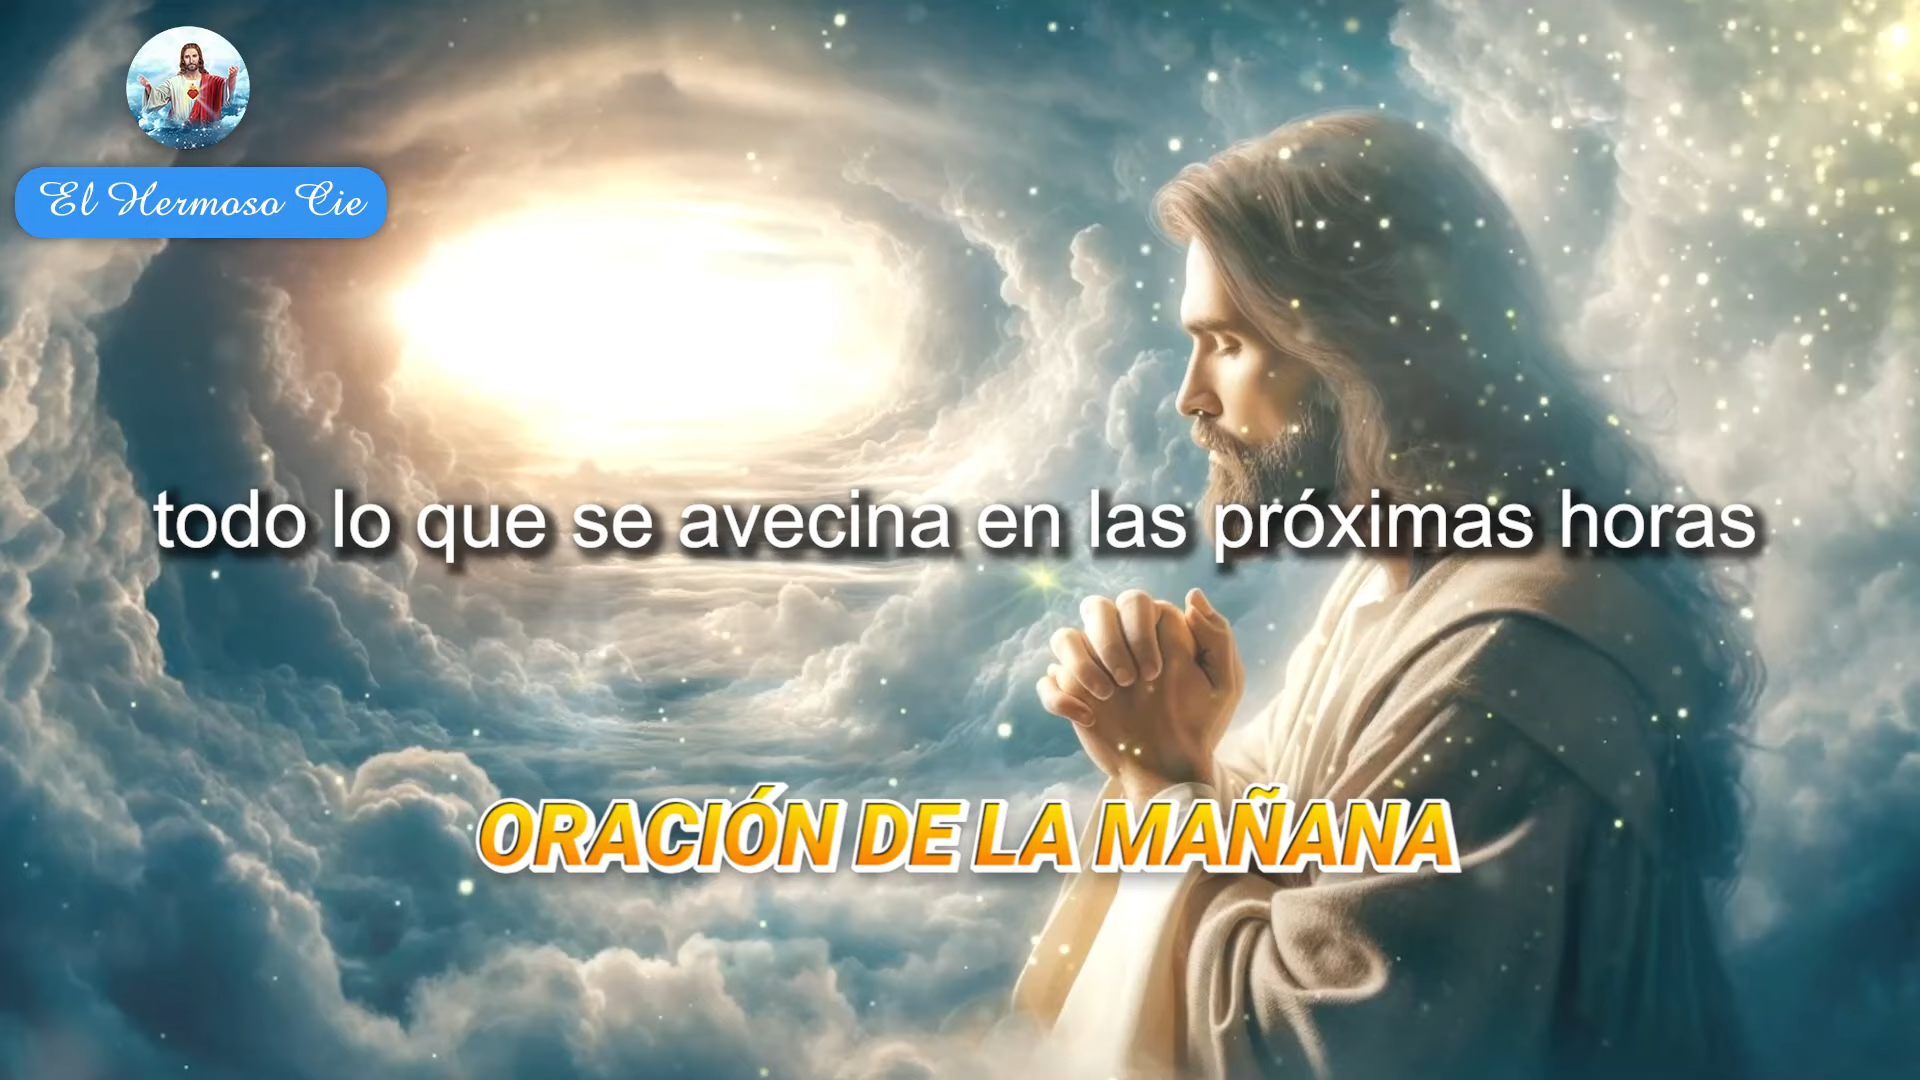 El Hermoso Cie
todo lo que se avecina en las próximas horas
ORACIÓN DE LA MAÑANA